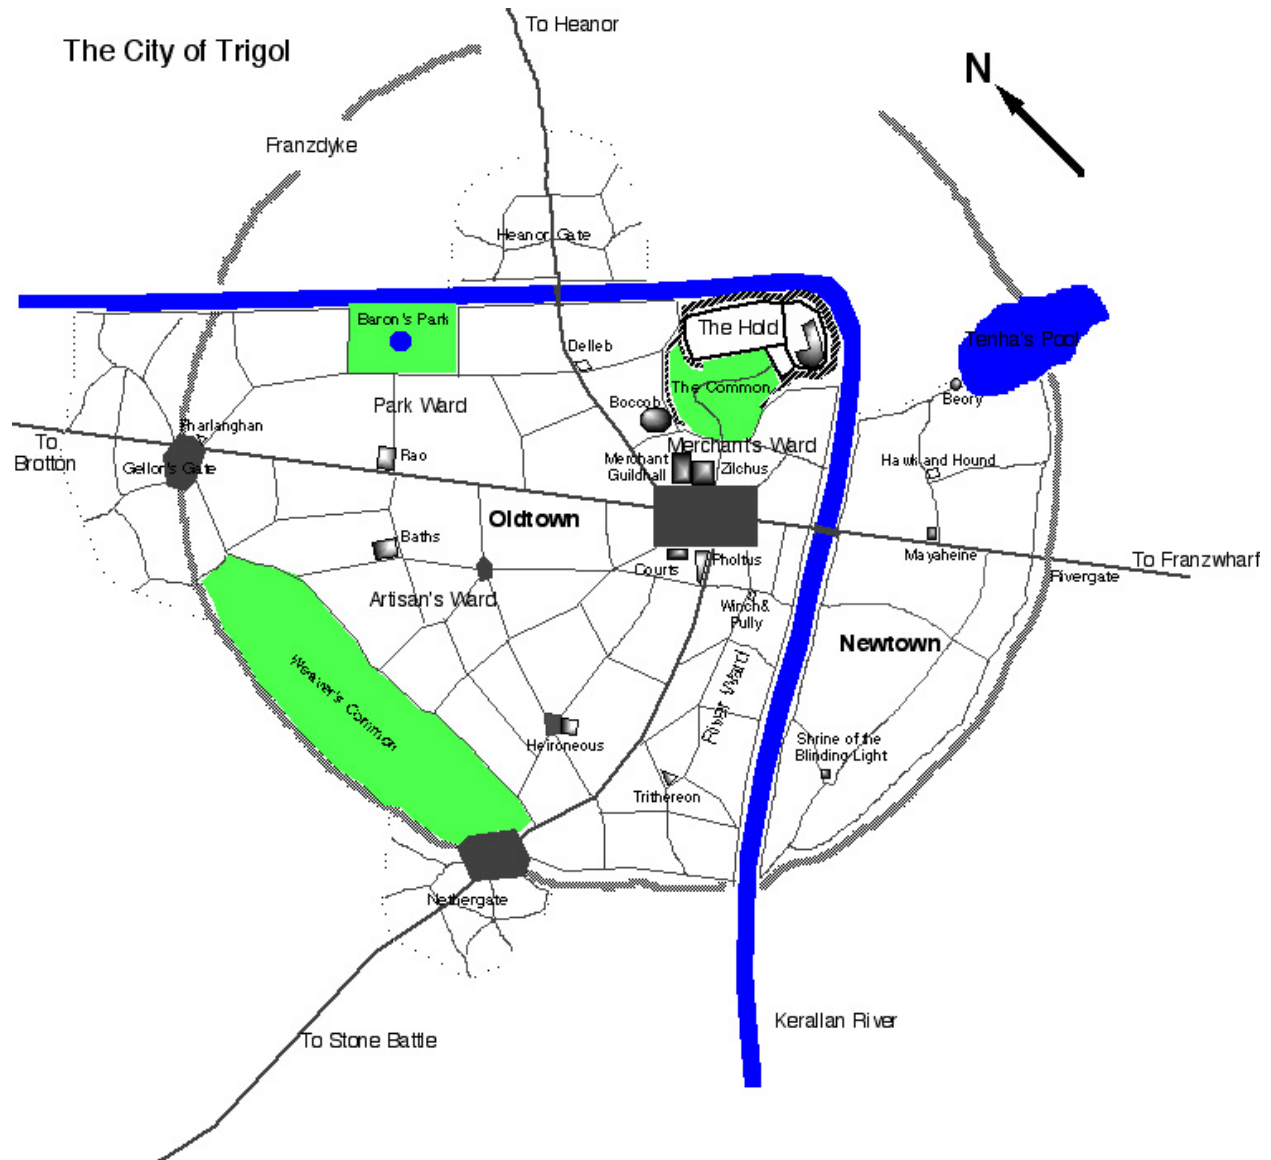 To Heanor
The City of Trigol
N
Franzdyke
Heanor Gate
Baron's Park
The Hold
Tenha's Pool
Delleb
The Common
Beory
Park Ward
Boccob
Pharlanghan
To
Brotton
Gellor's Gate
Rao
Merchant's Ward
Merchant
Guildhall
Zilchus
Hawk and Hound
Oldtown
Baths
Courts
Pholtus
Mayaheine
To Franzwharf
Rivergate
Artisan's Ward
Winch&
Pully
Newtown
Weaver's Common
River Ward
Heironeous
Shrine of the
Blinding Light
Trithereon
Nethergate
Kerallan River
To Stone Battle